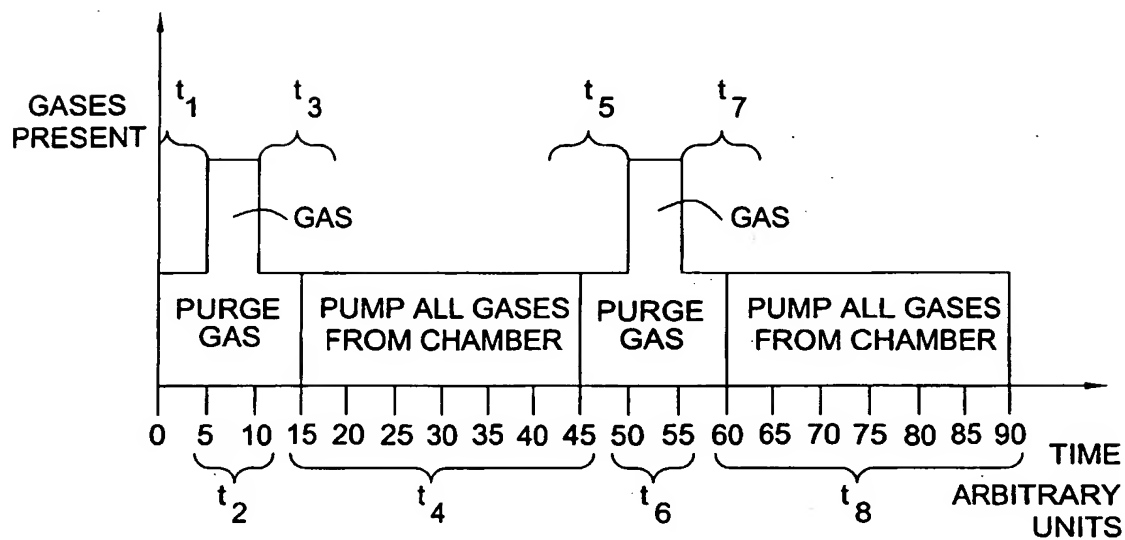 GASES
PRESENT
t1
t3
t5
t7
GAS
GAS
PURGE
GAS
PUMP ALL GASES
FROM CHAMBER
PURGE
GAS
PUMP ALL GASES
FROM CHAMBER
0 5 10 15 20 25 30 35 40 45 50 55 60 65 70 75 80 85 90
TIME
ARBITRARY
UNITS
t2
t4
t6
t8